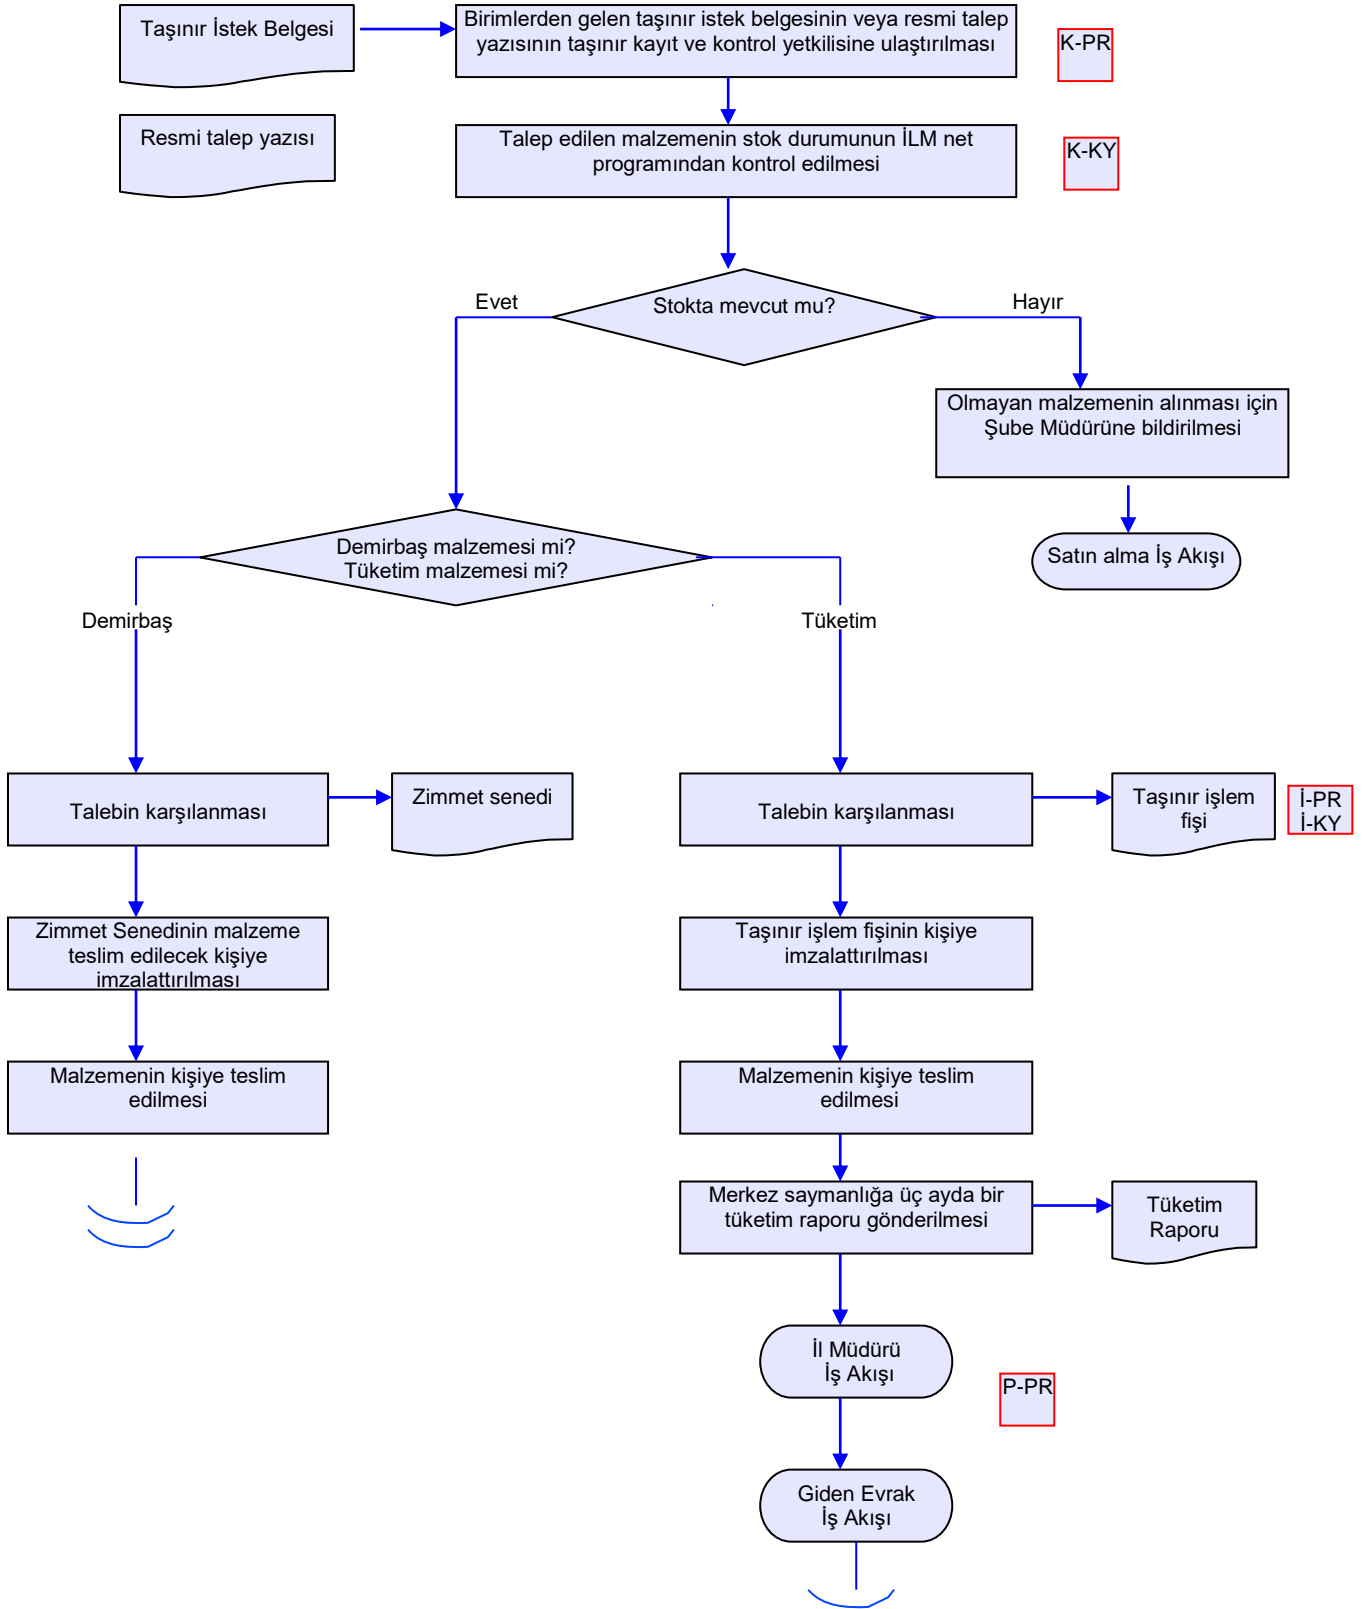 Taşınır İstek Belgesi
Birimlerden gelen taşınır istek belgesinin veya resmi talep
yazısının taşınır kayıt ve kontrol yetkilisine ulaştırılması
K-PR
Resmi talep yazısı
Talep edilen malzemenin stok durumunun İLM net
programından kontrol edilmesi
K-KY
Stokta mevcut mu?
Evet
Hayır
Olmayan malzemenin alınması için
Şube Müdürüne bildirilmesi
Satın alma İş Akışı
Demirbaş malzemesi mi?
Tüketim malzemesi mi?
Demirbaş
Tüketim
Talebin karşılanması
Zimmet senedi
Talebin karşılanması
Taşınır işlem
fişi
İ-PR
İ-KY
Zimmet Senedinin malzeme
teslim edilecek kişiye
imzalattırılması
Taşınır işlem fişinin kişiye
imzalattırılması
Malzemenin kişiye teslim
edilmesi
Malzemenin kişiye teslim
edilmesi
Merkez saymanlığa üç ayda bir
tüketim raporu gönderilmesi
Tüketim
Raporu
İl Müdürü
İş Akışı
P-PR
Giden Evrak
İş Akışı